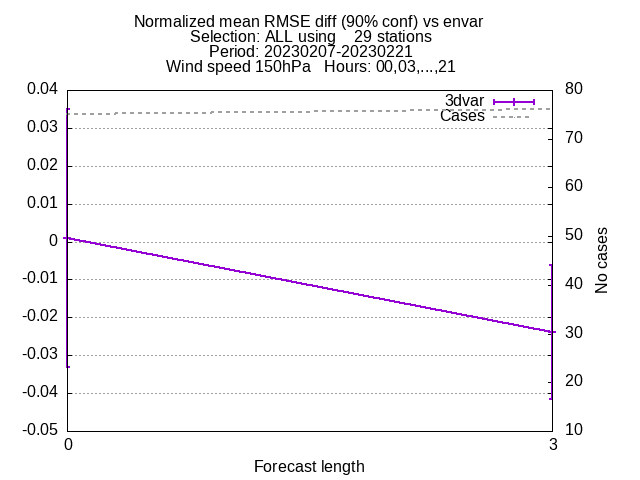 Normalized mean RMSE diff (90% conf) vs envar
Selection: ALL using    29 stations
Period: 20230207-20230221
Wind speed 150hPa   Hours: 00,03,...,21
0.04
0.03
0.02
0.01
0
-0.01
-0.02
-0.03
-0.04
-0.05
80
70
60
50
40
30
20
10
3dvar
Cases
No cases
0
3
Forecast length